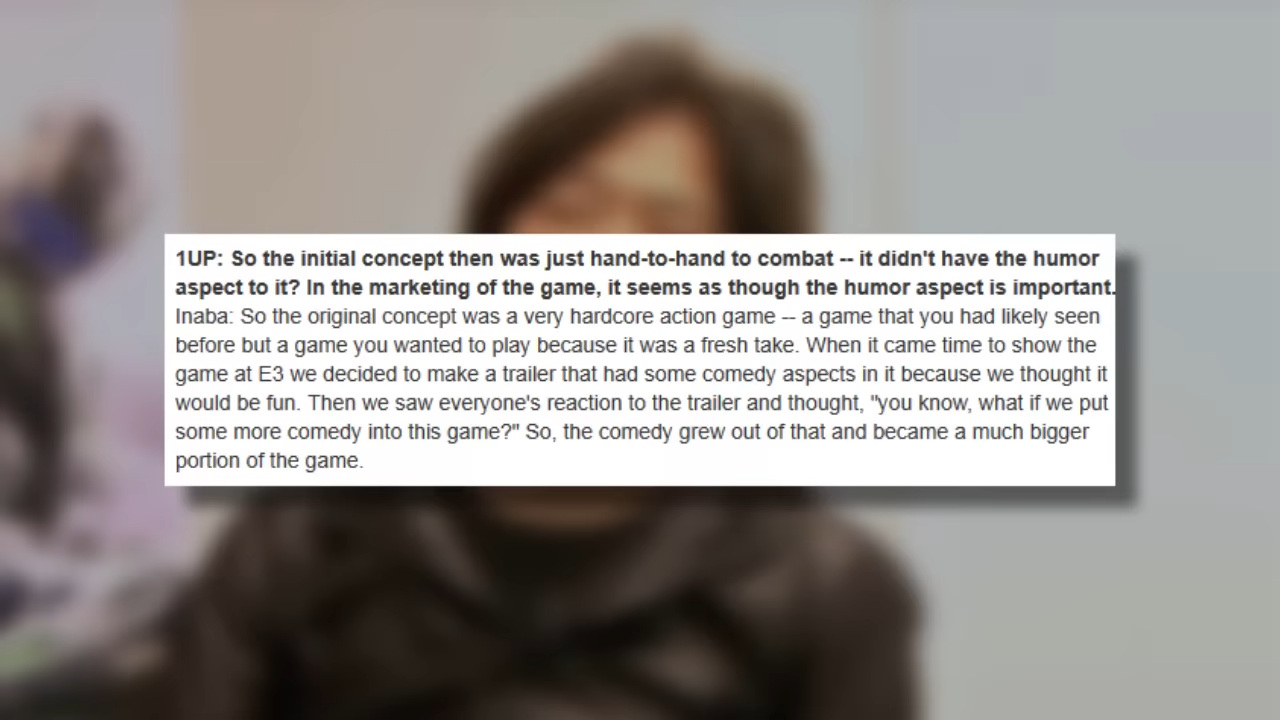 1UP: So the initial concept then was just hand-to-hand to combat -- it didn't have the humor
aspect to it? In the marketing of the game, it seems as though the humor aspect is important.
Inaba: So the original concept was a very hardcore action game -- a game that you had likely seen
before but a game you wanted to play because it was a fresh take. When it came time to show the
game at E3 we decided to make a trailer that had some comedy aspects in it because we thought it
would be fun. Then we saw everyone's reaction to the trailer and thought, "you know, what if we put
some more comedy into this game?" So, the comedy grew out of that and became a much bigger
portion of the game.